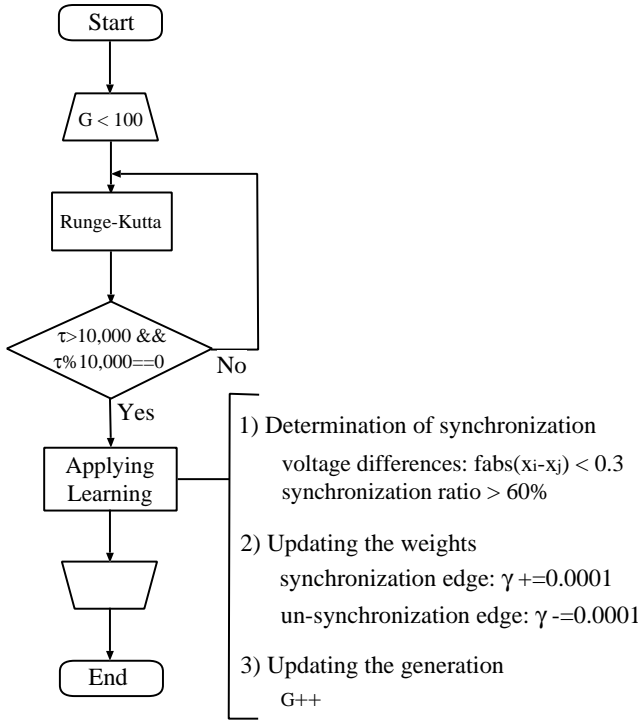 Start
G < 100
Runge-Kutta
τ>10,000 &&
τ%10,000==0
No
Yes
Applying
Learning
End
1) Determination of synchronization
voltage differences: fabs(xi-xj) < 0.3
synchronization ratio > 60%
2) Updating the weights
synchronization edge: γ +=0.0001
un-synchronization edge: γ -=0.0001
3) Updating the generation
G++